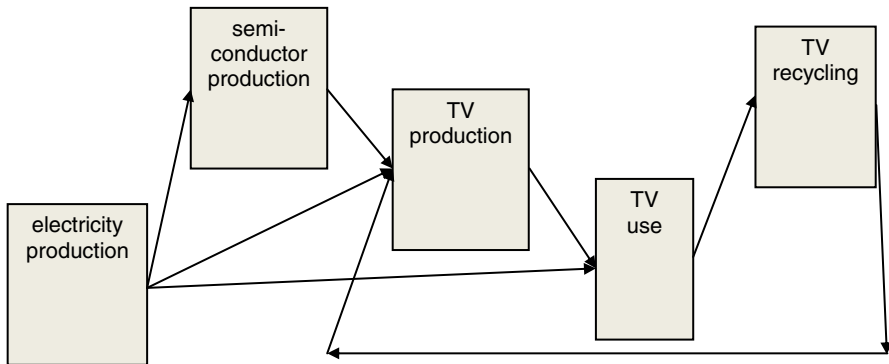 semi-
conductor
production
TV
recycling
TV
production
TV
use
electricity
production